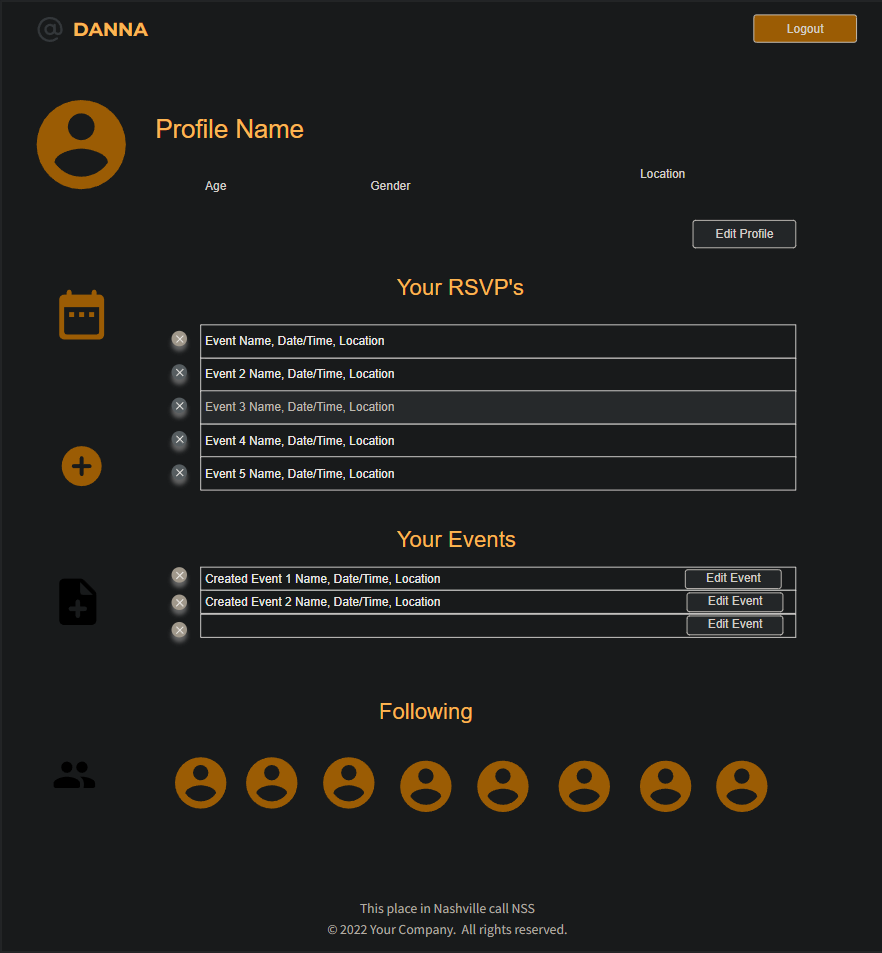 @ DANNA
Logout
Profile Name
Location
Age Gender
Edit Profile
Your RSVP's
Event Name, Date/Time, Location
Event 2 Name, Date/Time, Location
Event 3 Name, Date/Time, Location
Event 4 Name, Date/Time, Location
Event 5 Name, Date/Time, Location
Your Events
Created Event 1 Name, Date/Time, Location Edit Event
Created Event 2 Name, Date/Time, Location Edit Event
Edit Event
Following
This place in Nashville call NSS
© 2022 Your Company. All rights reserved.